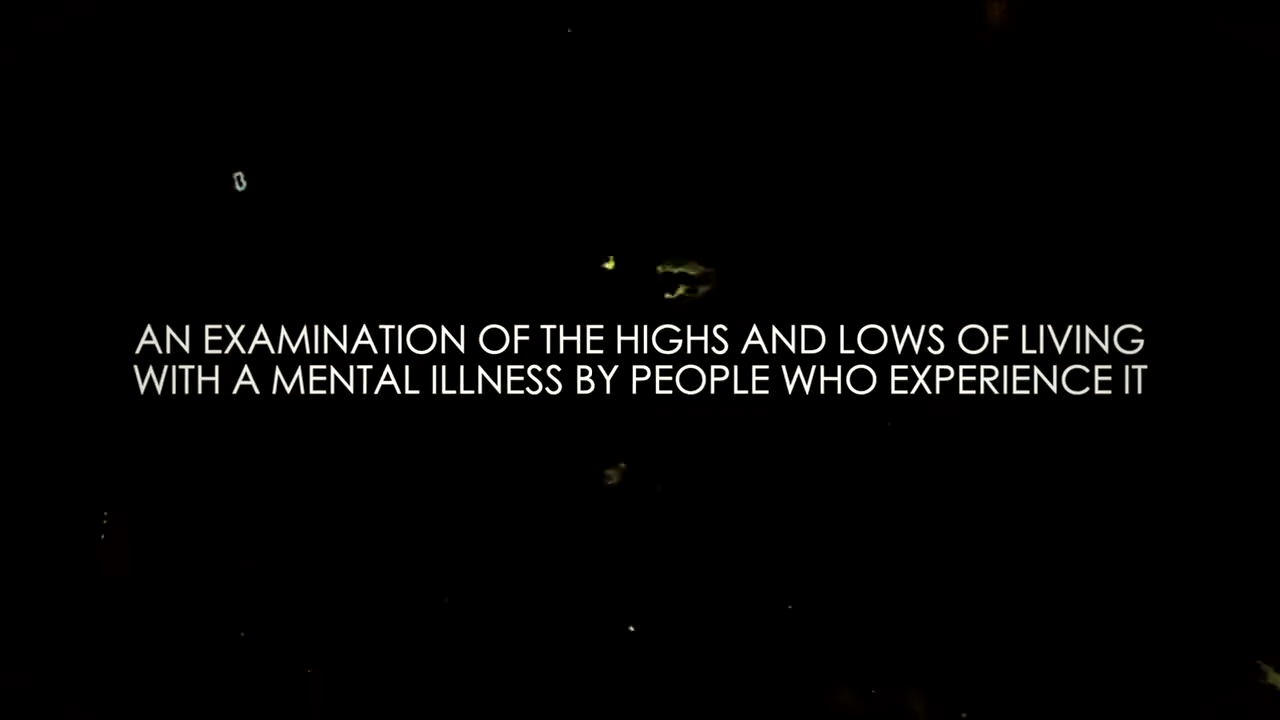 AN EXAMINATION OF THE HIGHS AND LOWS OF LIVING
WITH A MENTAL ILLNESS BY PEOPLE WHO EXPERIENCE IT